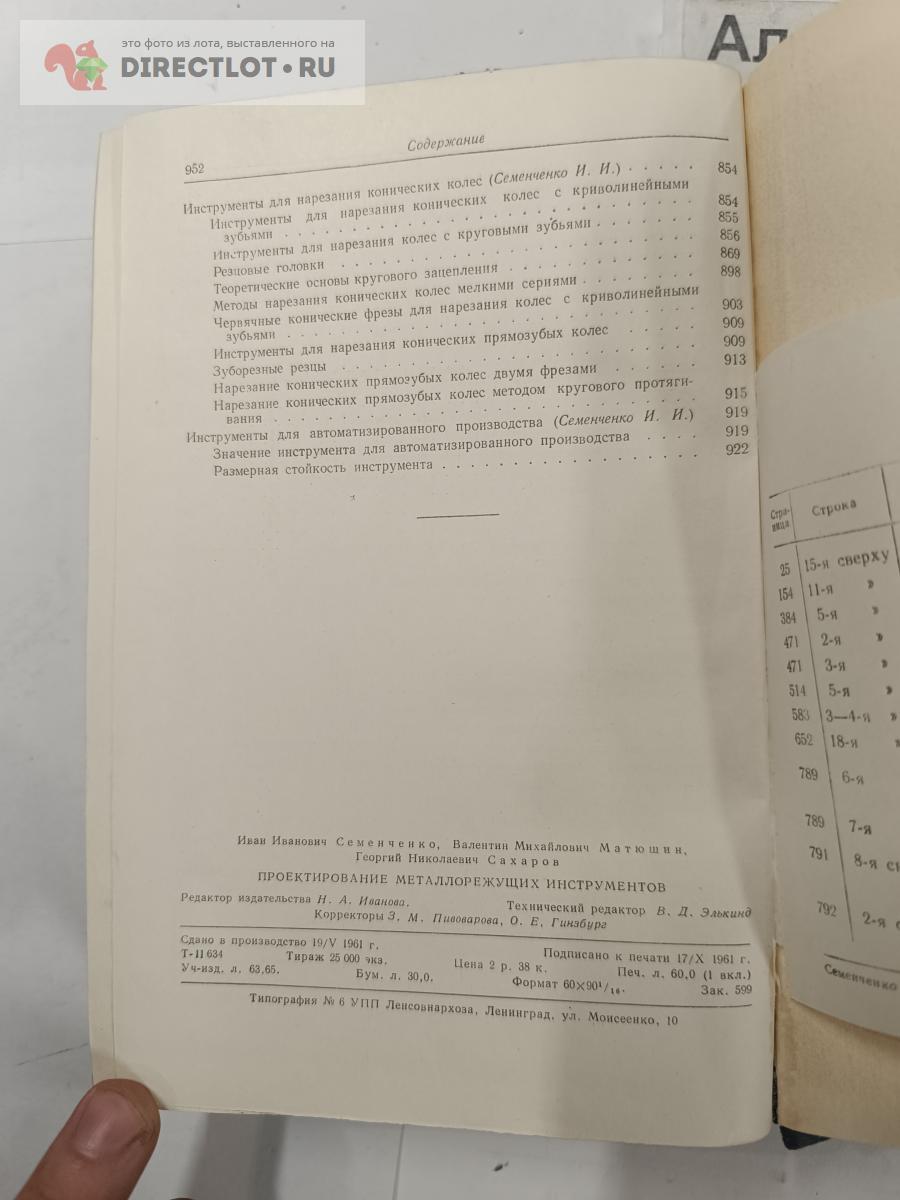 это фото из лота, выставленного на
DIRECTLOT.RU
Ал
952
Содержание
Инструменты для нарезания конических колес (Семенченко И. И.) . . . . . 854
Инструменты для нарезания конических колес с криволинейными
зубьями . . . . . . . . . . . . . . . . . . . . . . . . 854
Инструменты для нарезания колес с круговыми зубьями . . . . . . . 855
Резцовые головки . . . . . . . . . . . . . . . . . . . . . 856
Теоретические основы кругового зацепления . . . . . . . . . . . 869
Методы нарезания конических колес мелкими сериями . . . . . . . 898
Червячные конические фрезы для нарезания колес с криволинейными
зубьями . . . . . . . . . . . . . . . . . . . . . . . . 903
Инструменты для нарезания конических прямозубых колес . . . . . 909
Зуборезные резцы . . . . . . . . . . . . . . . . . . . . . 909
Нарезание конических прямозубых колес двумя фрезами . . . . . . 913
Нарезание конических прямозубых колес методом кругового протяги-
вания . . . . . . . . . . . . . . . . . . . . . . . . . 915
Инструменты для автоматизированного производства (Семенченко И. И.) 919
Значение инструмента для автоматизированного производства . . . . 919
Размерная стойкость инструмента . . . . . . . . . . . . . . . . 922
Иван Иванович Семенченко, Валентин Михайлович Матюшин,
Георгий Николаевич Сахаров
ПРОЕКТИРОВАНИЕ МЕТАЛЛОРЕЖУЩИХ ИНСТРУМЕНТОВ
Редактор издательства Н. А. Иванова. Технический редактор В. Д. Элькинд
Корректоры З. М. Пивоварова, О. Е. Гинзбург
Сдано в производство 19/V 1961 г. Подписано к печати 17/X 1961 г.
Т-11634 Тираж 25 000 экз. Цена 2 р. 38 к. Печ. л. 60,0 (1 вкл.)
Уч-изд. л. 63,65. Бум. л. 30,0. Формат 60×90¹/₁₆. Зак. 599
Типография № 6 УПП Ленсовнархоза, Ленинград, ул. Моисеенко, 10
Стра-
ница Строка
25 15-я сверху
154 11-я »
384 5-я »
471 2-я »
471 3-я »
514 5-я »
583 3—4-я »
652 18-я »
789 6-я
789 7-я
791 8-я
792 2-я
Семенченко